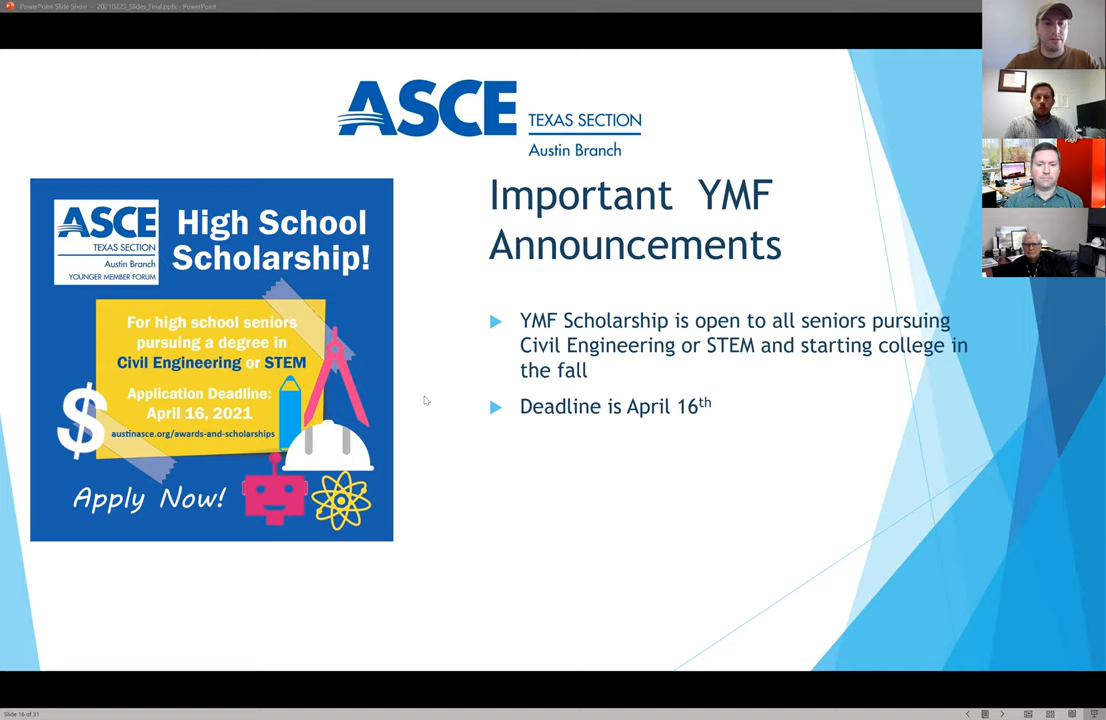 PowerPoint Slide Show - 20210223_Slides_Final.pptx - PowerPoint
ASCE
TEXAS SECTION
Austin Branch
ASCE
TEXAS SECTION
Austin Branch
YOUNGER MEMBER FORUM
High School
Scholarship!
For high school seniors
pursuing a degree in
Civil Engineering or STEM
Application Deadline:
April 16, 2021
austinasce.org/awards-and-scholarships
$
Apply Now!
Important YMF
Announcements
YMF Scholarship is open to all seniors pursuing
Civil Engineering or STEM and starting college in
the fall
Deadline is April 16th
Slide 16 of 31